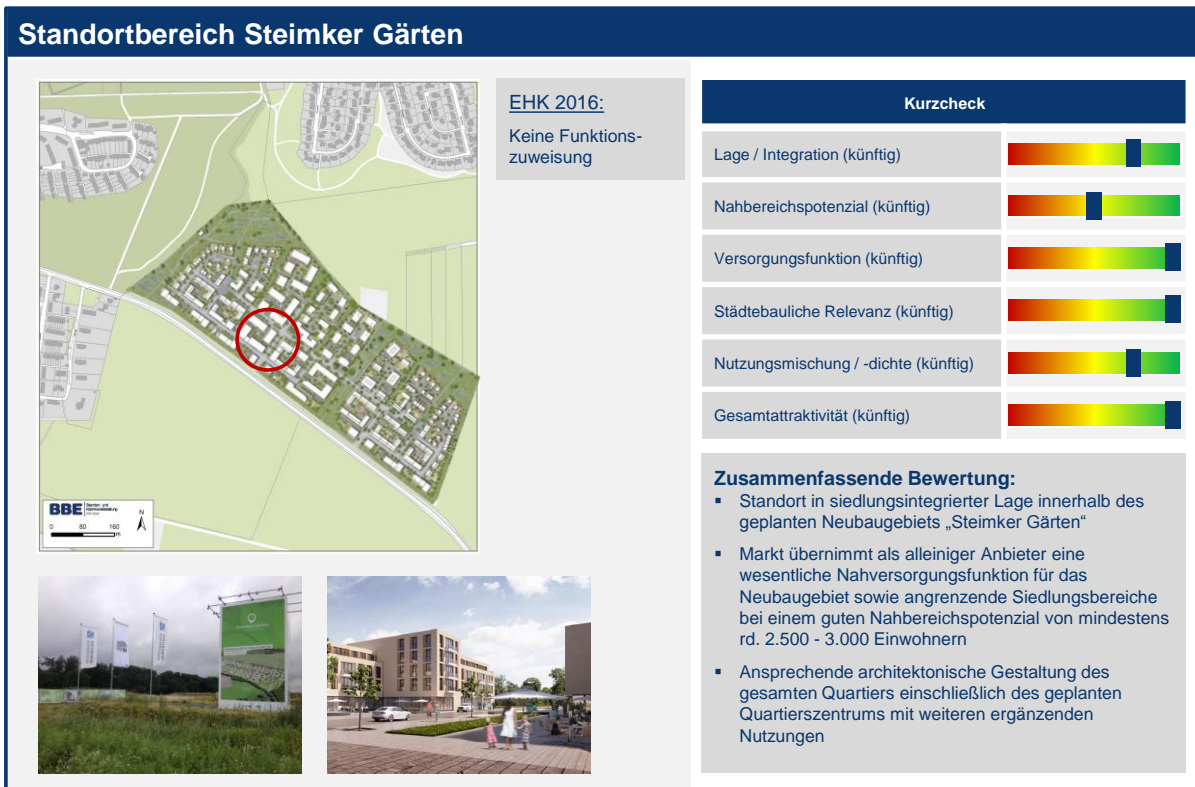 Standortbereich Steimker Gärten
EHK 2016:
Keine Funktions-
zuweisung
BBE
N
0 80 160
m
Kurzcheck
Lage / Integration (künftig)
Nahbereichspotenzial (künftig)
Versorgungsfunktion (künftig)
Städtebauliche Relevanz (künftig)
Nutzungsmischung / -dichte (künftig)
Gesamtattraktivität (künftig)
Zusammenfassende Bewertung:
▪ Standort in siedlungsintegrierter Lage innerhalb des
geplanten Neubaugebiets „Steimker Gärten“
▪ Markt übernimmt als alleiniger Anbieter eine
wesentliche Nahversorgungsfunktion für das
Neubaugebiet sowie angrenzende Siedlungsbereiche
bei einem guten Nahbereichspotenzial von mindestens
rd. 2.500 - 3.000 Einwohnern
▪ Ansprechende architektonische Gestaltung des
gesamten Quartiers einschließlich des geplanten
Quartierszentrums mit weiteren ergänzenden
Nutzungen